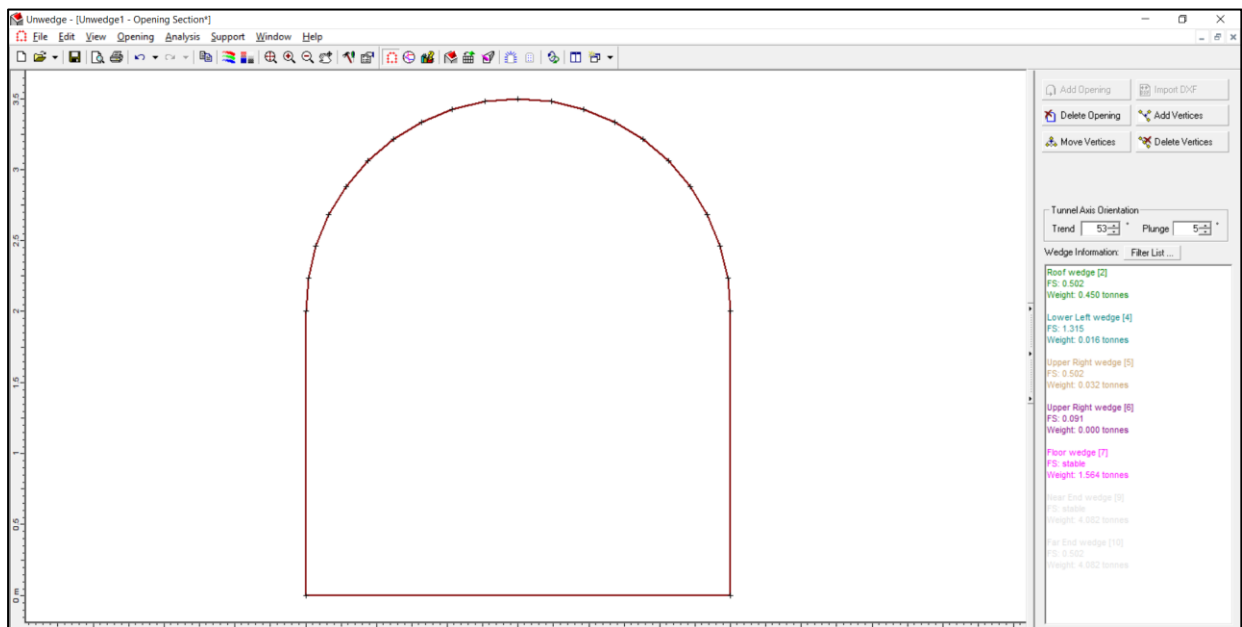 Unwedge - [Unwedge1 - Opening Section*]
File Edit View Opening Analysis Support Window Help
Add Opening Import DXF
Delete Opening Add Vertices
Move Vertices Delete Vertices
Tunnel Axis Orientation
Trend 53 ° Plunge 5 °
Wedge Information: Filter List ...
Roof wedge [2]
FS: 0.502
Weight: 0.450 tonnes
Lower Left wedge [4]
FS: 1.315
Weight: 0.016 tonnes
Upper Right wedge [5]
FS: 0.502
Weight: 0.032 tonnes
Upper Right wedge [6]
FS: 0.091
Weight: 0.000 tonnes
Floor wedge [7]
FS: stable
Weight: 1.564 tonnes
Near End wedge [9]
FS: stable
Weight: 4.082 tonnes
Far End wedge [10]
FS: 0.502
Weight: 4.082 tonnes
3.5
3
2.5
2
1.5
1
0.5
0 m